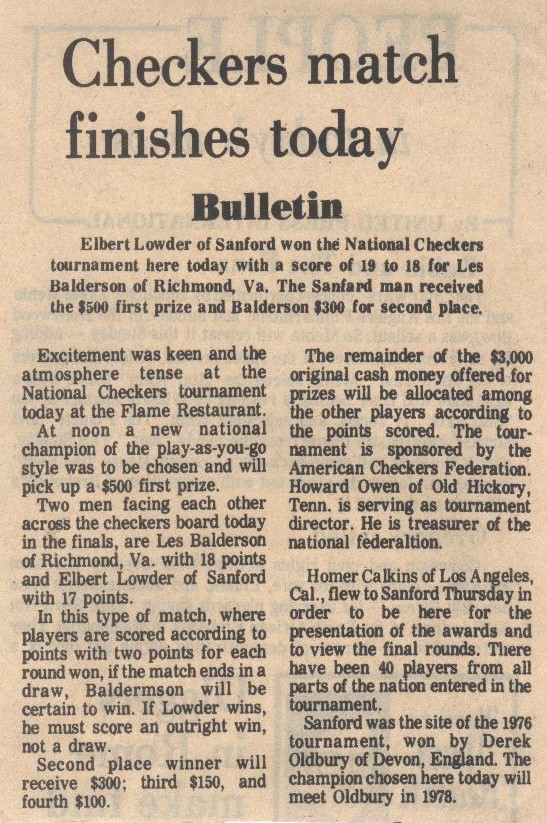 Checkers match
finishes today
Bulletin
Elbert Lowder of Sanford won the National Checkers
tournament here today with a score of 19 to 18 for Les
Balderson of Richmond, Va. The Sanfard man received
the $500 first prize and Balderson $300 for second place.
Excitement was keen and the
atmosphere tense at the
National Checkers tournament
today at the Flame Restaurant.
At noon a new national
champion of the play-as-you-go
style was to be chosen and will
pick up a $500 first prize.
Two men facing each other
across the checkers board today
in the finals, are Les Balderson
of Richmond, Va. with 18 points
and Elbert Lowder of Sanford
with 17 points.
In this type of match, where
players are scored according to
points with two points for each
round won, if the match ends in a
draw, Baldermson will be
certain to win. If Lowder wins,
he must score an outright win,
not a draw.
Second place winner will
receive $300; third $150, and
fourth $100.
The remainder of the $3,000
original cash money offered for
prizes will be allocated among
the other players according to
the points scored. The tour-
nament is sponsored by the
American Checkers Federation.
Howard Owen of Old Hickory,
Tenn. is serving as tournament
director. He is treasurer of the
national federaltion.
Homer Calkins of Los Angeles,
Cal., flew to Sanford Thursday in
order to be here for the
presentation of the awards and
to view the final rounds. There
have been 40 players from all
parts of the nation entered in the
tournament.
Sanford was the site of the 1976
tournament, won by Derek
Oldbury of Devon, England. The
champion chosen here today will
meet Oldbury in 1978.